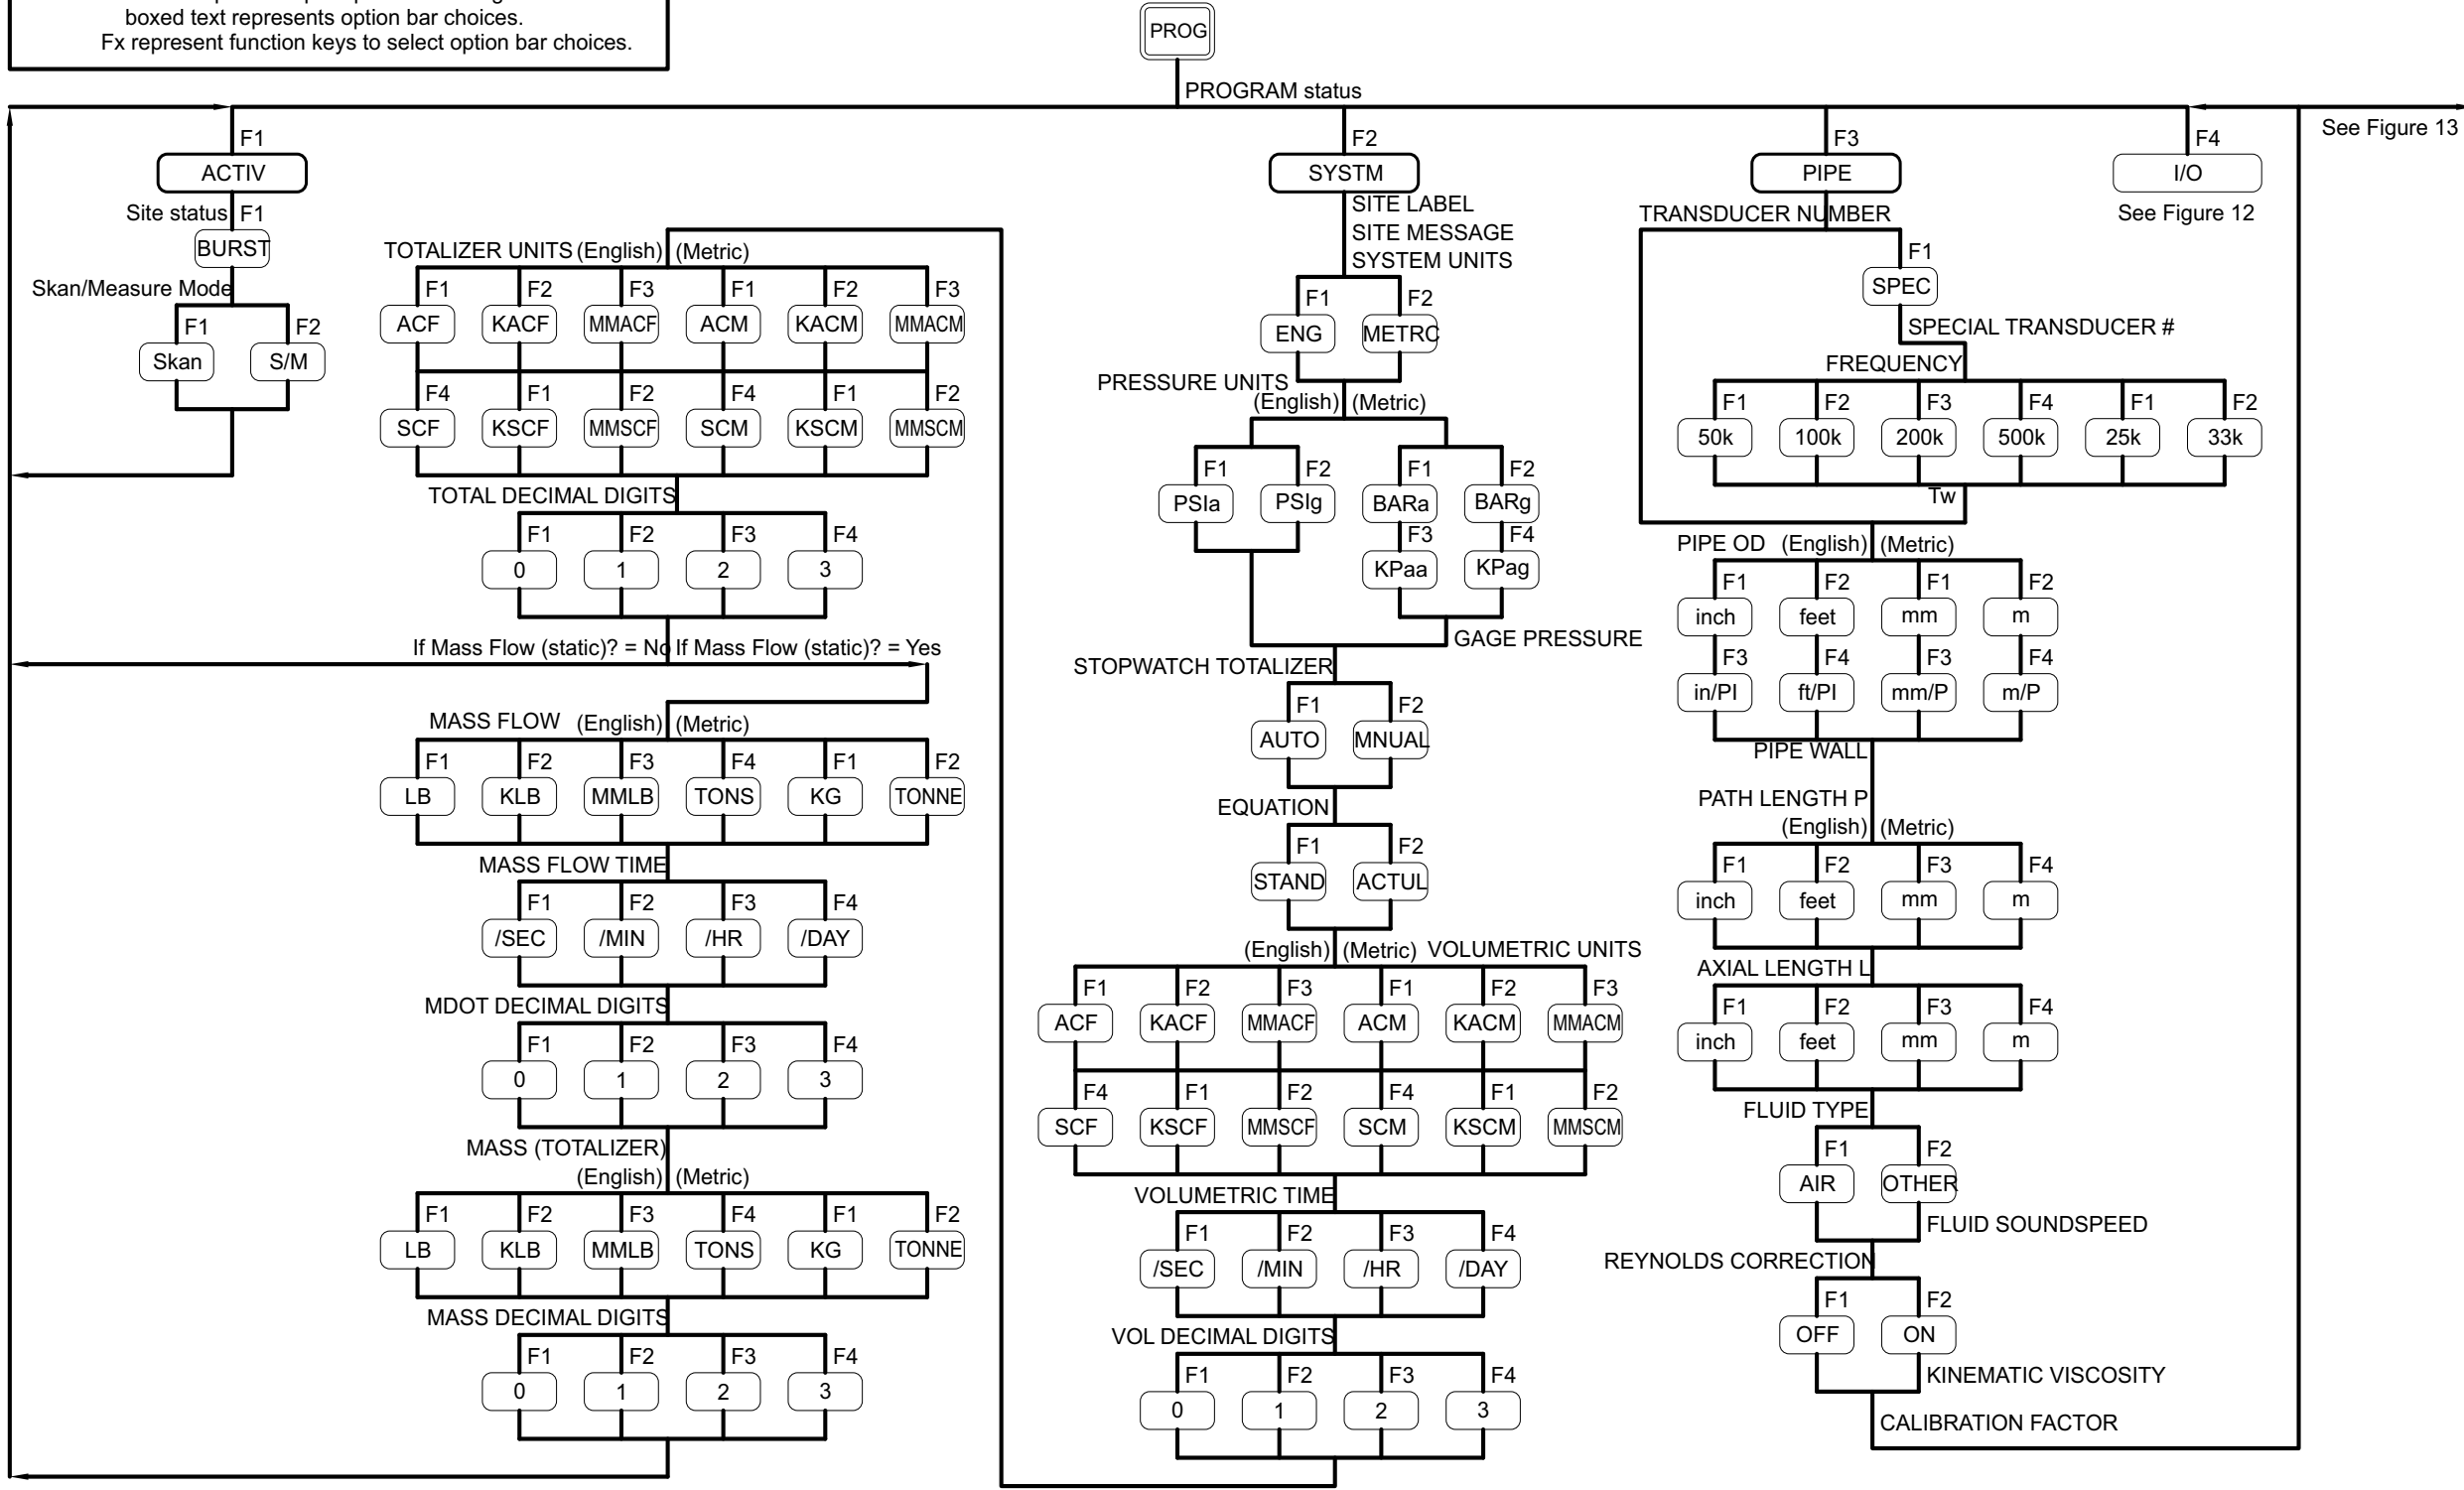 boxed text represents option bar choices.
Fx represent function keys to select option bar choices.
PROG
PROGRAM status
See Figure 13
F1
ACTIV
Site status F1
BURST
Skan/Measure Mode
F1 F2
Skan S/M
TOTALIZER UNITS (English) (Metric)
F1 F2 F3 F1 F2 F3
ACF KACF MMACF ACM KACM MMACM
F4 F1 F2 F4 F1 F2
SCF KSCF MMSCF SCM KSCM MMSCM
TOTAL DECIMAL DIGITS
F1 F2 F3 F4
0 1 2 3
If Mass Flow (static)? = No If Mass Flow (static)? = Yes
MASS FLOW (English) (Metric)
F1 F2 F3 F4 F1 F2
LB KLB MMLB TONS KG TONNE
MASS FLOW TIME
F1 F2 F3 F4
/SEC /MIN /HR /DAY
MDOT DECIMAL DIGITS
F1 F2 F3 F4
0 1 2 3
MASS (TOTALIZER)
(English) (Metric)
F1 F2 F3 F4 F1 F2
LB KLB MMLB TONS KG TONNE
MASS DECIMAL DIGITS
F1 F2 F3 F4
0 1 2 3
F2
SYSTM
SITE LABEL
SITE MESSAGE
SYSTEM UNITS
F1 F2
ENG METRC
PRESSURE UNITS
(English) (Metric)
F1 F2 F1 F2
PSIa PSIg BARa BARg
F3 F4
KPaa KPag
GAGE PRESSURE
STOPWATCH TOTALIZER
F1 F2
AUTO MNUAL
EQUATION
F1 F2
STAND ACTUL
(English) (Metric) VOLUMETRIC UNITS
F1 F2 F3 F1 F2 F3
ACF KACF MMACF ACM KACM MMACM
F4 F1 F2 F4 F1 F2
SCF KSCF MMSCF SCM KSCM MMSCM
VOLUMETRIC TIME
F1 F2 F3 F4
/SEC /MIN /HR /DAY
VOL DECIMAL DIGITS
F1 F2 F3 F4
0 1 2 3
F3
PIPE
TRANSDUCER NUMBER
F1
SPEC
SPECIAL TRANSDUCER #
FREQUENCY
F1 F2 F3 F4 F1 F2
50k 100k 200k 500k 25k 33k
Tw
PIPE OD (English) (Metric)
F1 F2 F1 F2
inch feet mm m
F3 F4 F3 F4
in/PI ft/PI mm/P m/P
PIPE WALL
PATH LENGTH P
(English) (Metric)
F1 F2 F3 F4
inch feet mm m
AXIAL LENGTH L
F1 F2 F3 F4
inch feet mm m
FLUID TYPE
F1 F2
AIR OTHER
FLUID SOUNDSPEED
REYNOLDS CORRECTION
F1 F2
OFF ON
KINEMATIC VISCOSITY
CALIBRATION FACTOR
F4
I/O
See Figure 12